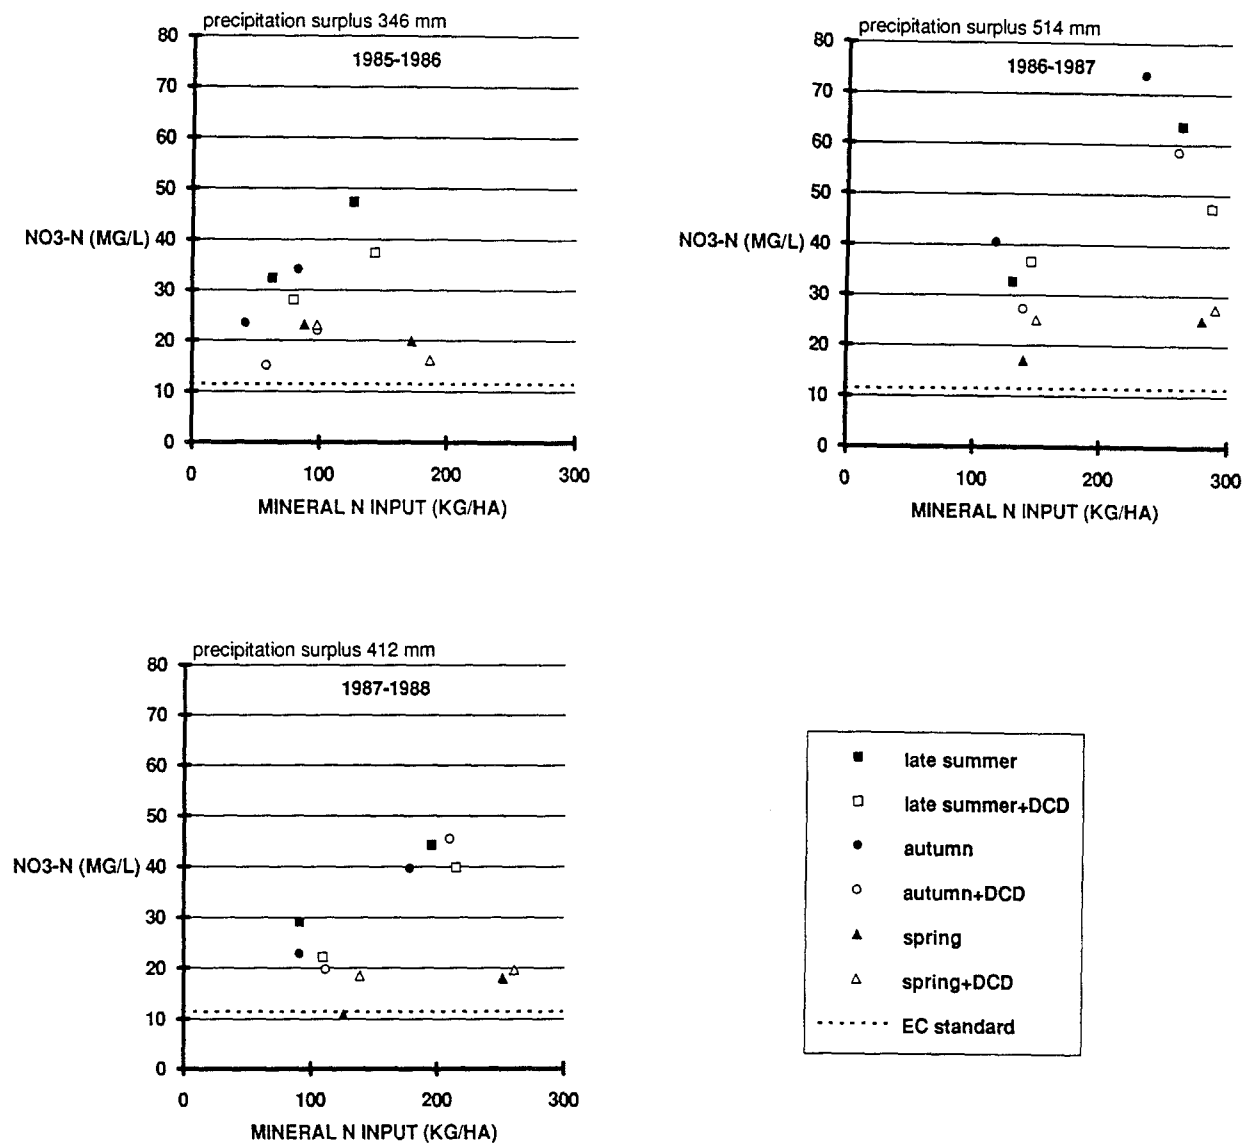 precipitation surplus 346 mm
1985-1986
80
70
60
50
NO3-N (MG/L) 40
30
20
10
0
0 100 200 300
MINERAL N INPUT (KG/HA)
precipitation surplus 514 mm
1986-1987
80
70
60
50
NO3-N (MG/L) 40
30
20
10
0
0 100 200 300
MINERAL N INPUT (KG/HA)
precipitation surplus 412 mm
1987-1988
80
70
60
50
NO3-N (MG/L) 40
30
20
10
0
0 100 200 300
MINERAL N INPUT (KG/HA)
late summer
late summer+DCD
autumn
autumn+DCD
spring
spring+DCD
EC standard